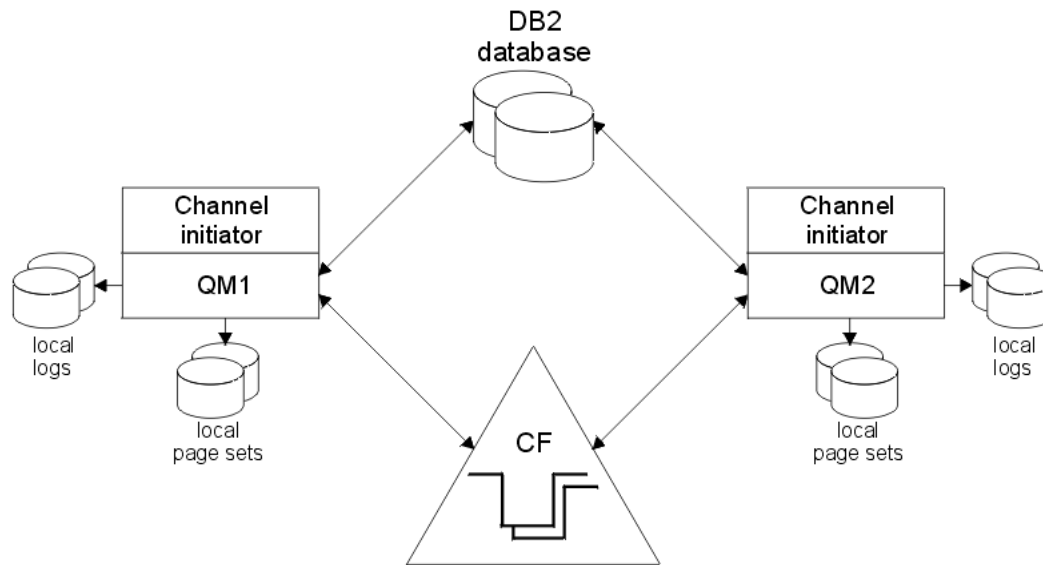 DB2
database
Channel
initiator
QM1
local
logs
local
page sets
Channel
initiator
QM2
local
logs
local
page sets
CF